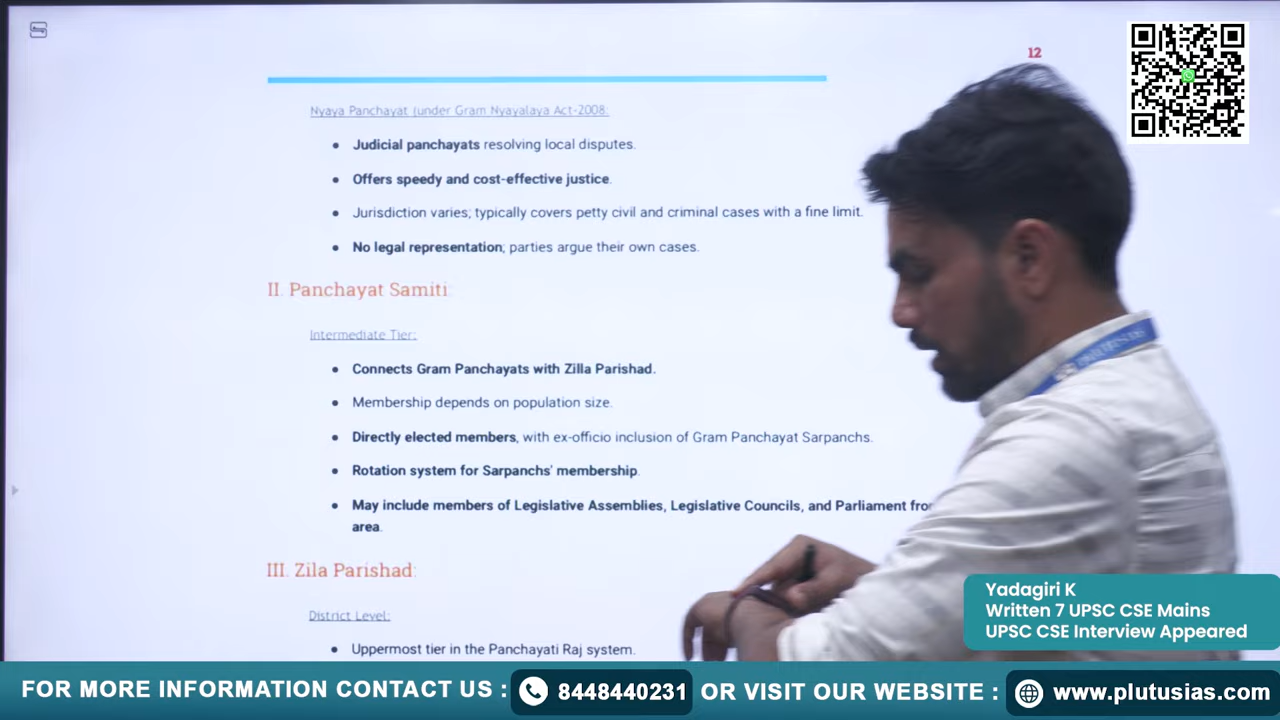 12
Nyaya Panchayat (under Gram Nyayalaya Act-2008:
● Judicial panchayats resolving local disputes.
● Offers speedy and cost-effective justice.
● Jurisdiction varies; typically covers petty civil and criminal cases with a fine limit.
● No legal representation; parties argue their own cases.
II. Panchayat Samiti:
Intermediate Tier:
● Connects Gram Panchayats with Zilla Parishad.
● Membership depends on population size.
● Directly elected members, with ex-officio inclusion of Gram Panchayat Sarpanchs.
● Rotation system for Sarpanchs' membership.
● May include members of Legislative Assemblies, Legislative Councils, and Parliament
area.
III. Zila Parishad:
District Level:
● Uppermost tier in the Panchayati Raj system.
Yadagiri K
Written 7 UPSC CSE Mains
UPSC CSE Interview Appeared
FOR MORE INFORMATION CONTACT US : 8448440231 OR VISIT OUR WEBSITE : www.plutusias.com